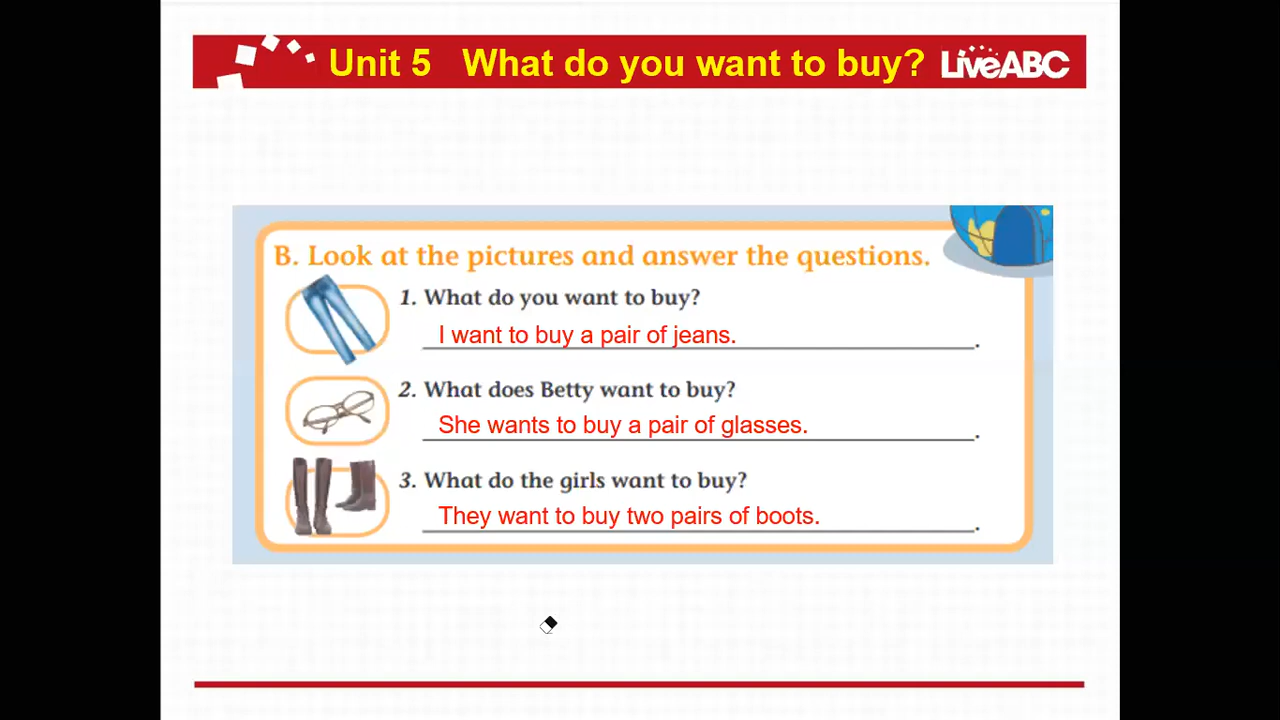 Unit 5 What do you want to buy? LiveABC
B. Look at the pictures and answer the questions.
1. What do you want to buy?
I want to buy a pair of jeans.
.
2. What does Betty want to buy?
She wants to buy a pair of glasses.
.
3. What do the girls want to buy?
They want to buy two pairs of boots.
.